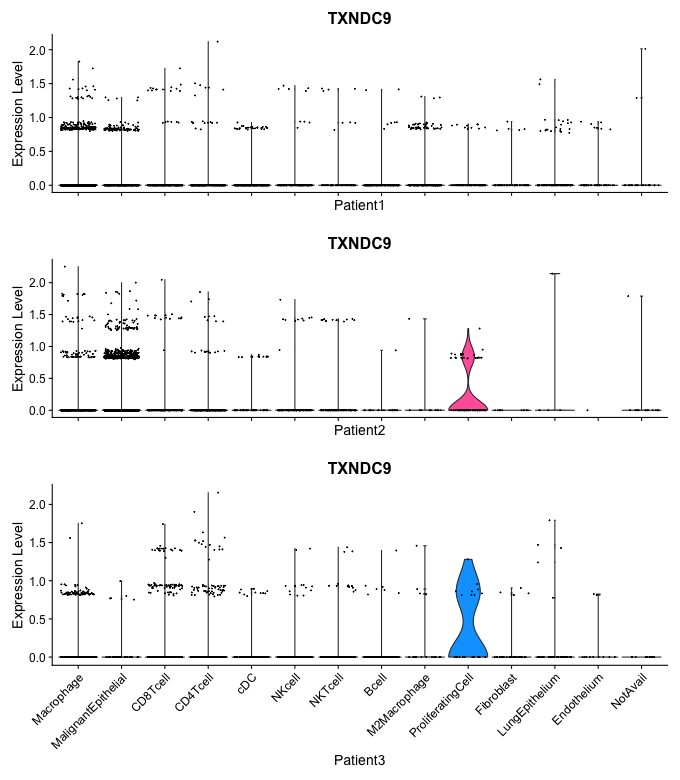 TXNDC9
Expression Level
2.0
1.5
1.0
0.5
0.0
Patient1
TXNDC9
Expression Level
2.0
1.5
1.0
0.5
0.0
Patient2
TXNDC9
Expression Level
2.0
1.5
1.0
0.5
0.0
Macrophage
MalignantEpithelial
CD8Tcell
CD4Tcell
cDC
NKcell
NKTcell
Bcell
M2Macrophage
ProliferatingCell
Fibroblast
LungEpithelium
Endothelium
NotAvail
Patient3